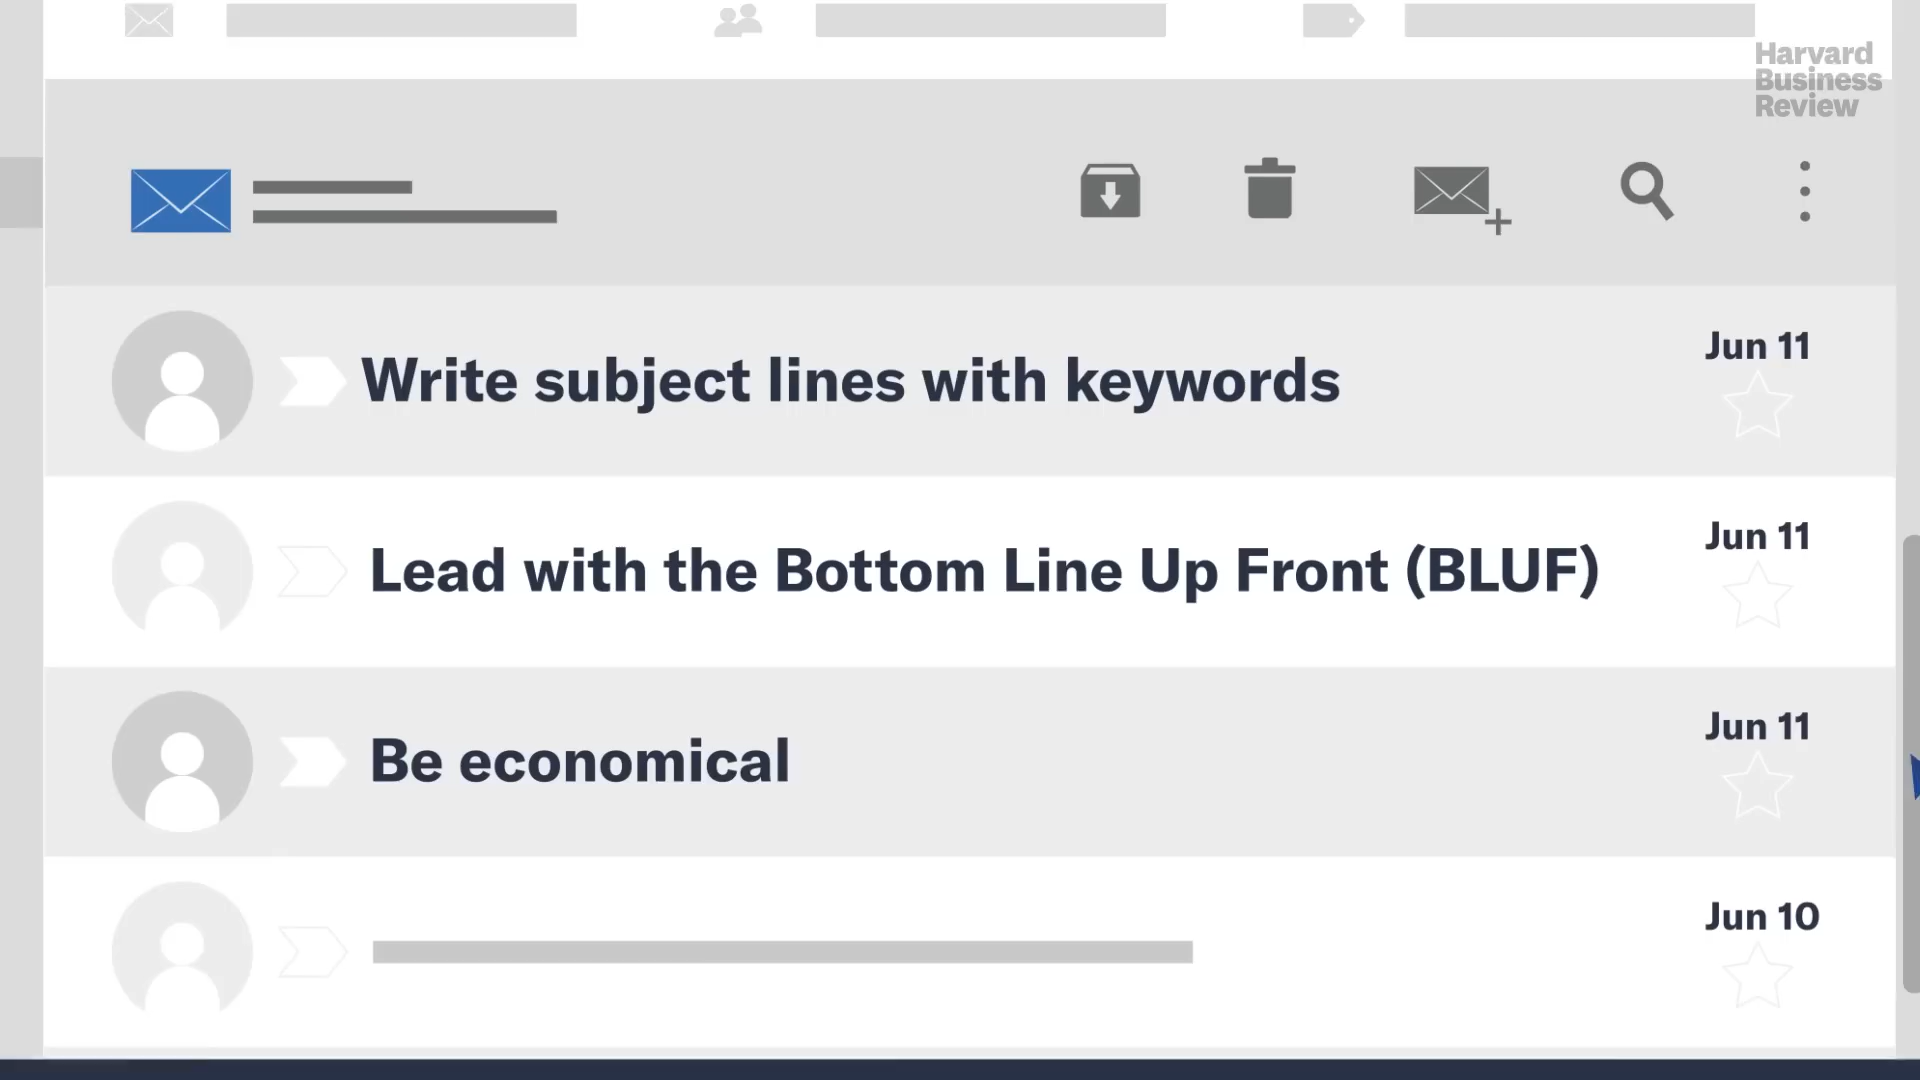 Harvard
Business
Review
Write subject lines with keywords
Jun 11
Lead with the Bottom Line Up Front (BLUF)
Jun 11
Be economical
Jun 11
Jun 10